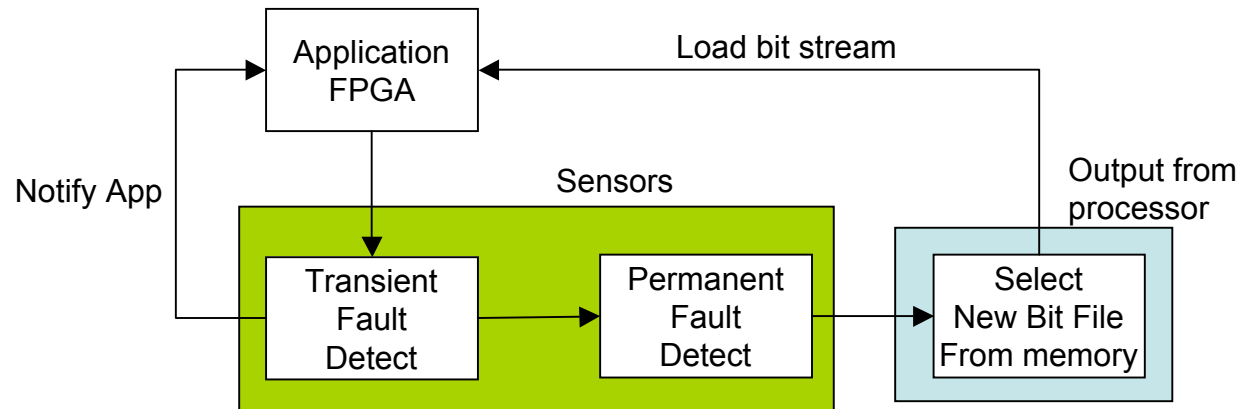 Application
FPGA
Load bit stream
Notify App
Sensors
Output from
processor
Transient
Fault
Detect
Permanent
Fault
Detect
Select
New Bit File
From memory